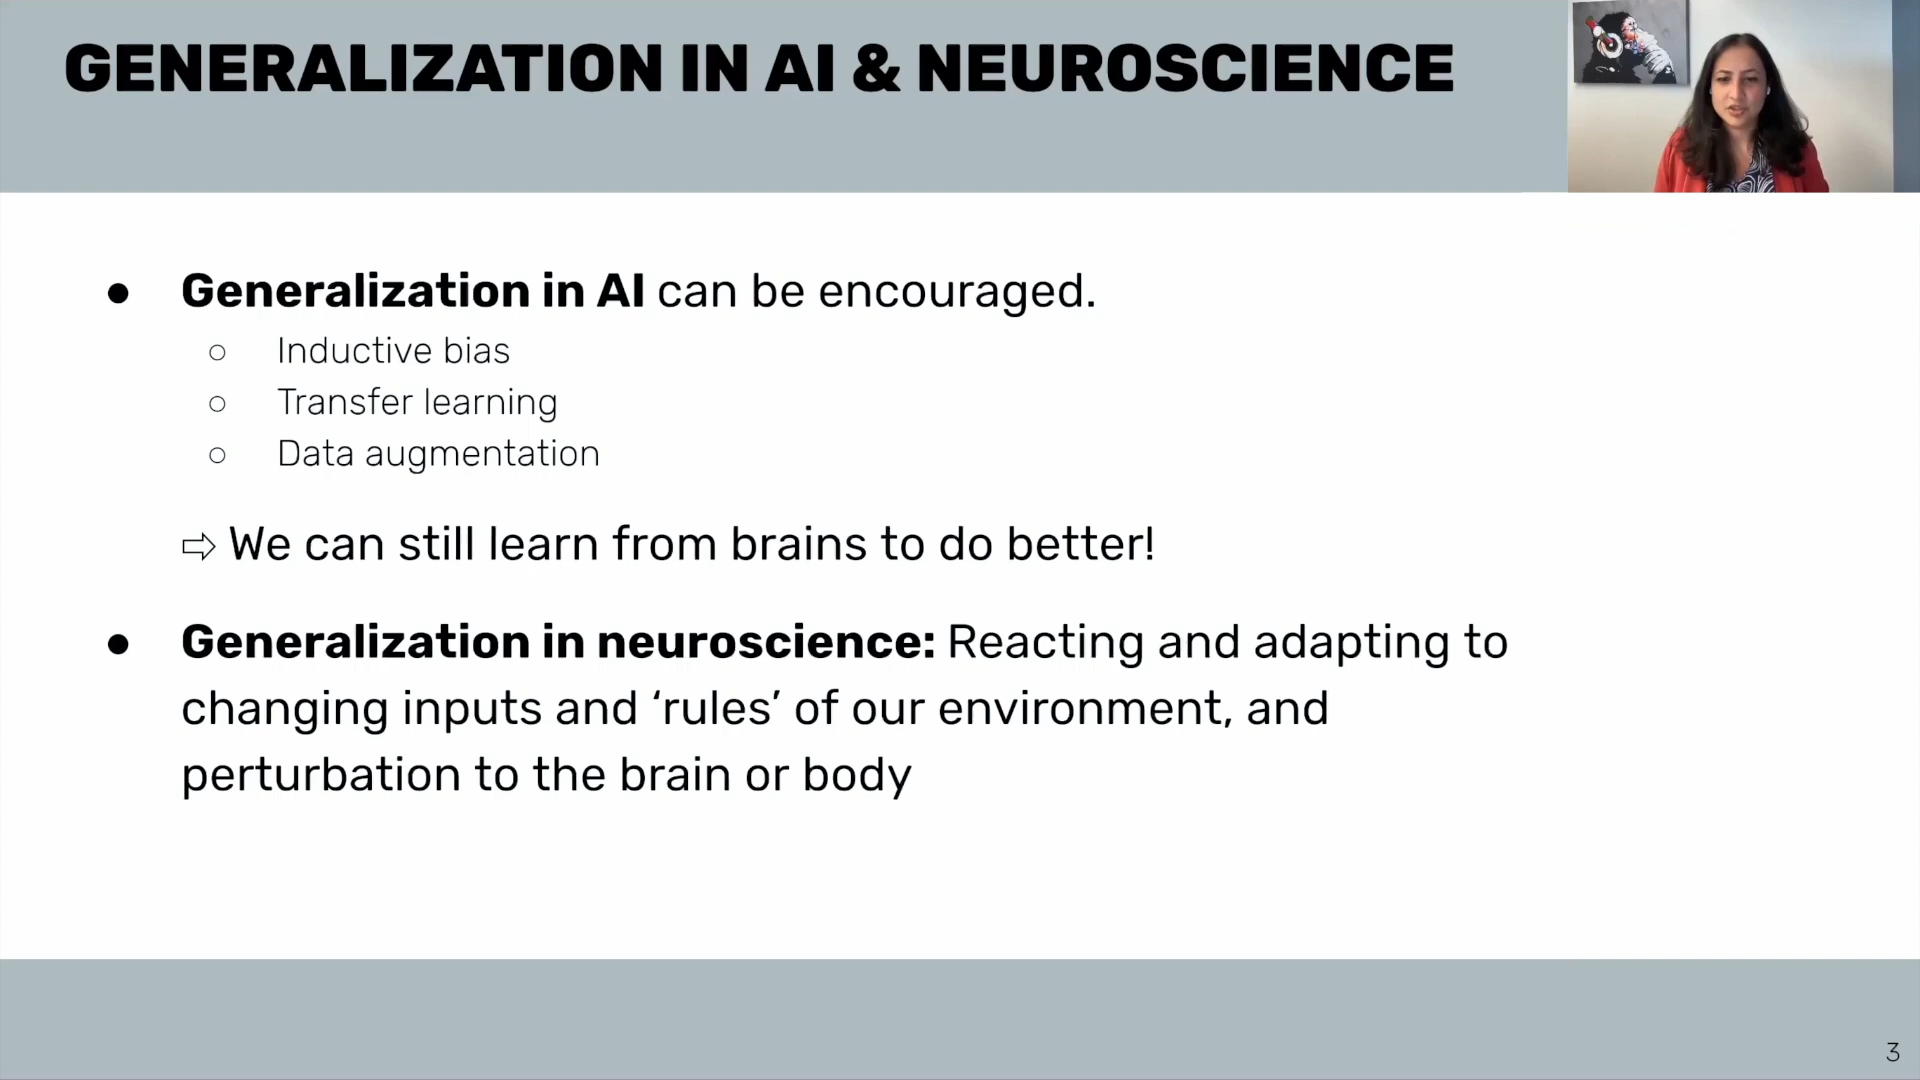 GENERALIZATION IN AI & NEUROSCIENCE
● Generalization in AI can be encouraged.
○ Inductive bias
○ Transfer learning
○ Data augmentation
⇨ We can still learn from brains to do better!
● Generalization in neuroscience: Reacting and adapting to
changing inputs and ‘rules’ of our environment, and
perturbation to the brain or body
3